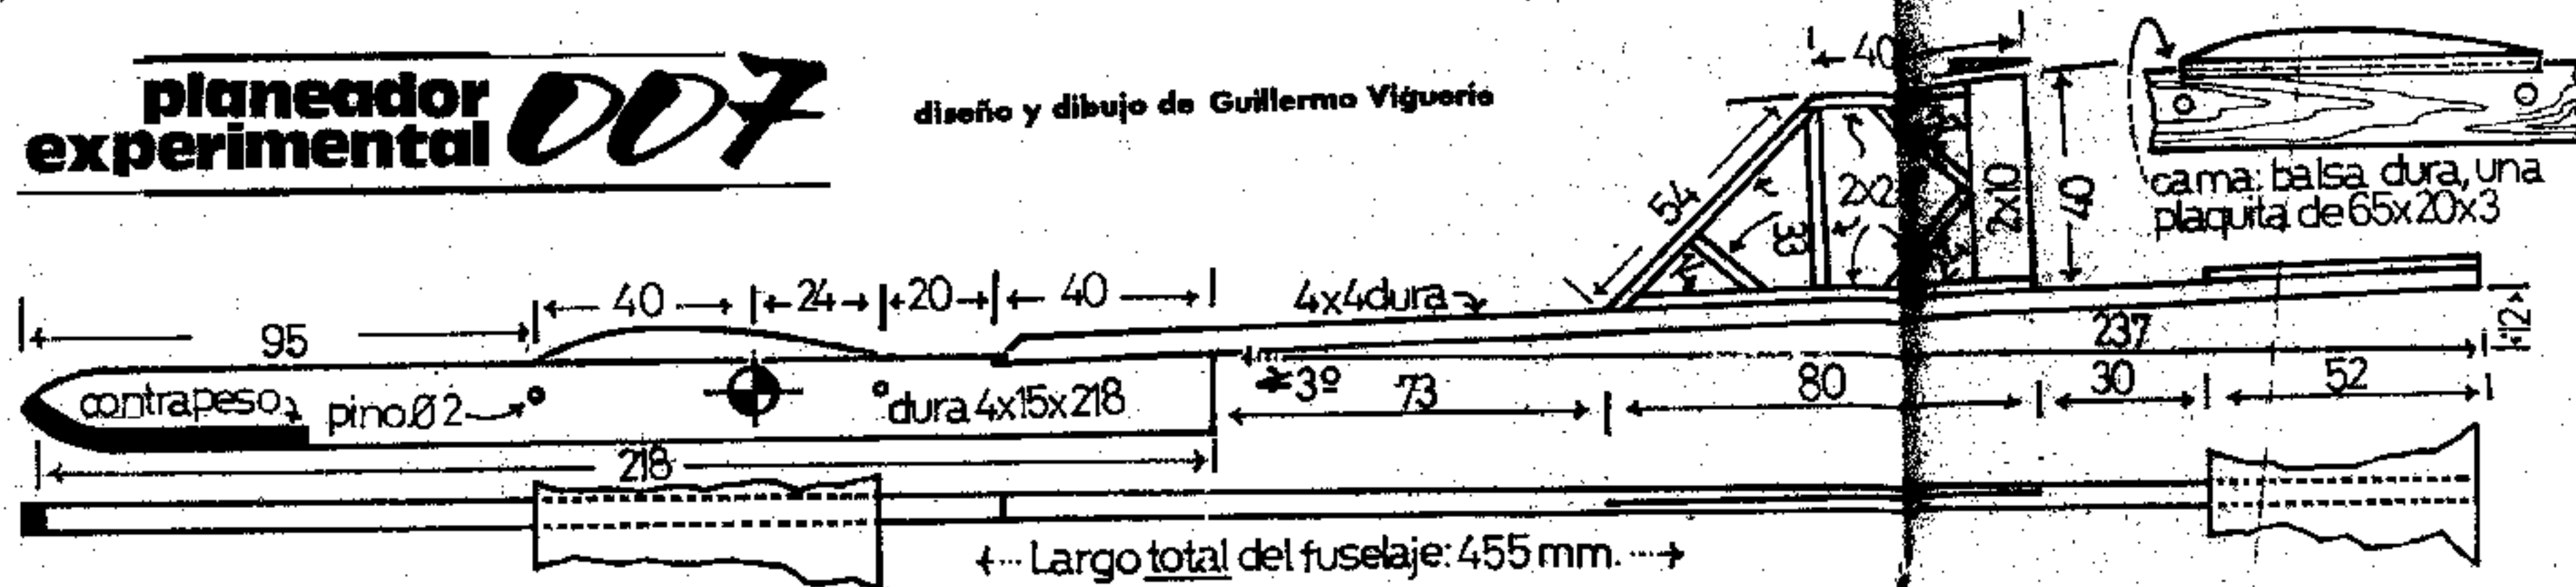 planeador
experimental 007
diseño y dibujo de Guillermo Viguerie
40
54
33
2x2
2x10
40
cama: balsa dura, una
plaquita de 65x20x3
95
40
24
20
40
4x4 dura
12
237
contrapeso
pino Ø 2
dura 4x15x218
3º
73
80
30
52
218
Largo total del fuselaje: 455 mm.